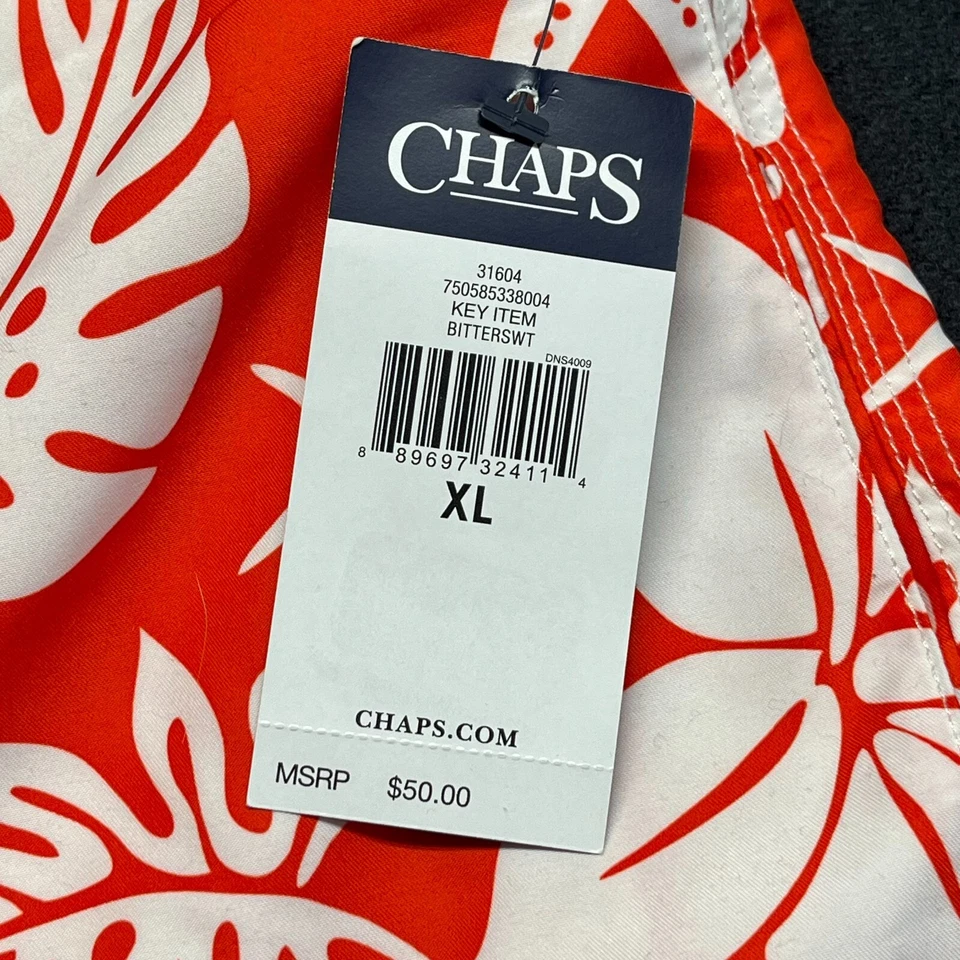 CHAPS
31604
750585338004
KEY ITEM
BITTERSWT
DNS4009
8 89697 32411 4
XL
CHAPS.COM
MSRP $50.00